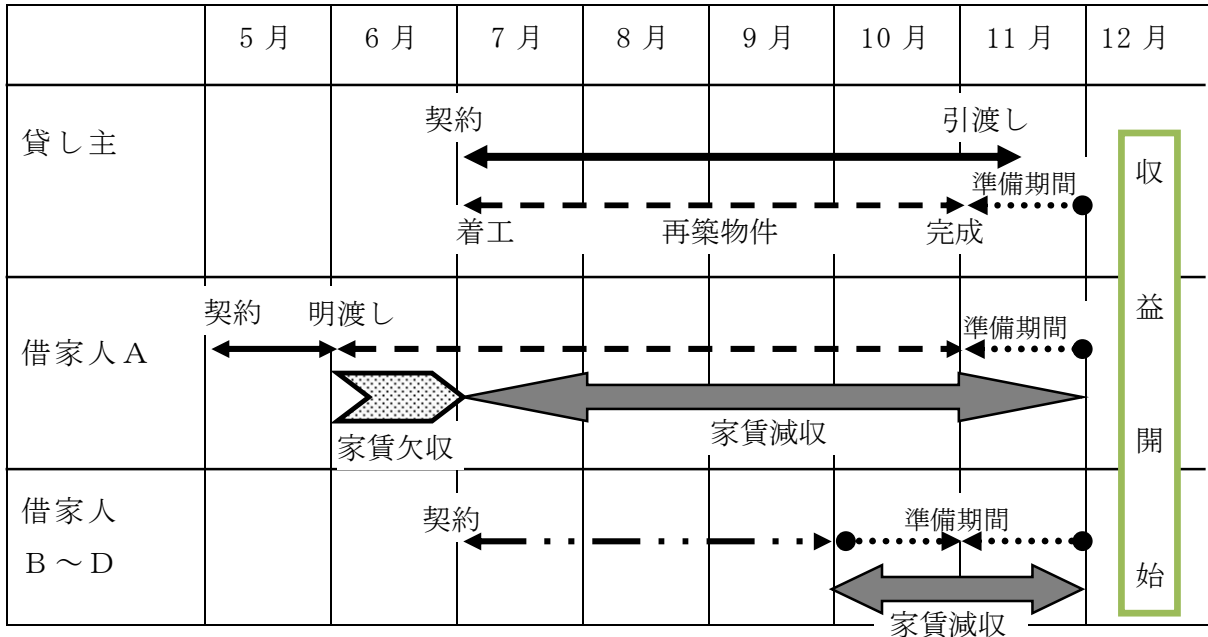 5月 6月 7月 8月 9月 10月 11月 12月
貸し主
契約 引渡し
準備期間
着工 再築物件 完成
借家人A
契約 明渡し
準備期間
家賃欠収 家賃減収
借家人
B～D
契約 準備期間
家賃減収
収益開始